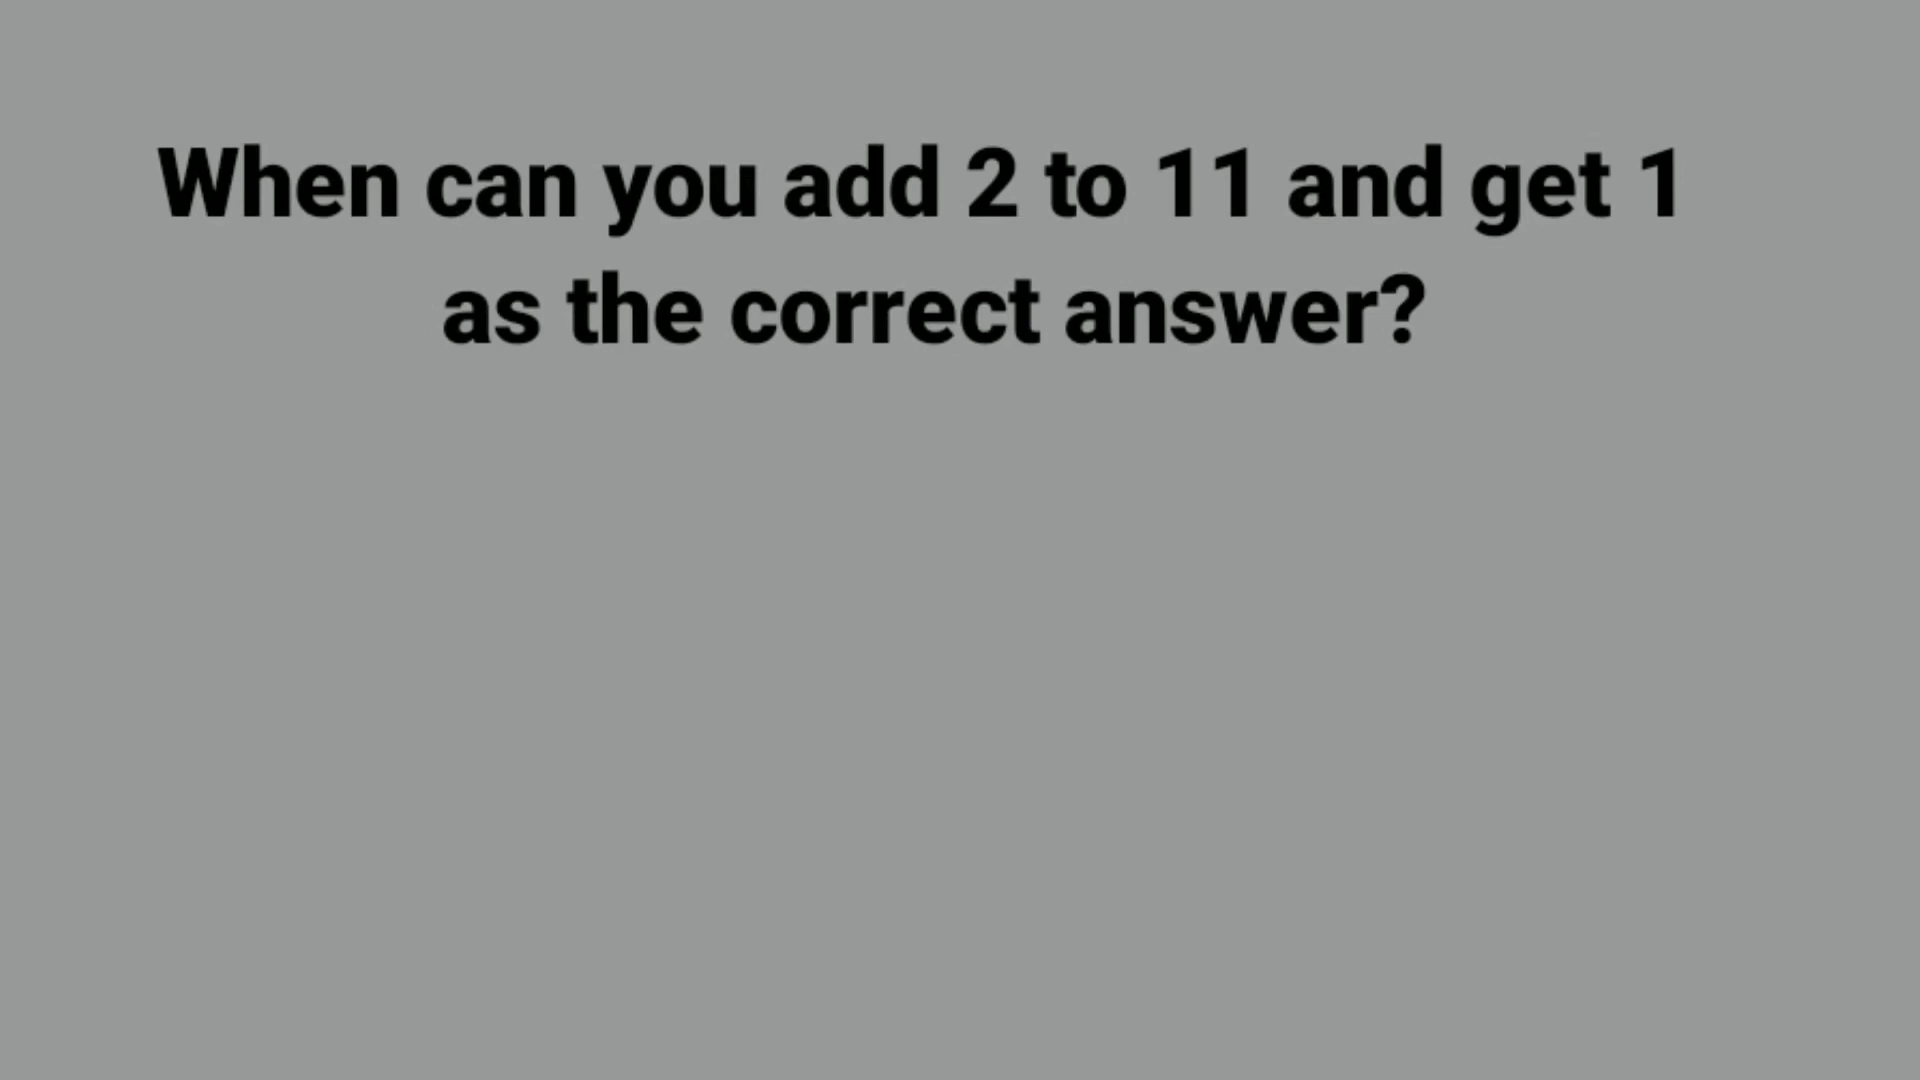 When can you add 2 to 11 and get 1
as the correct answer?